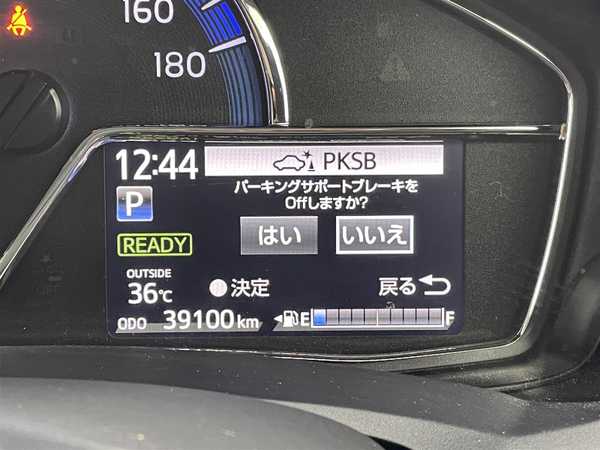 160
180
12:44
PKSB
P
パーキングサポートブレーキを
Offしますか?
READY
はい
いいえ
OUTSIDE
36℃
決定
戻る
ODO 39100 km
E F